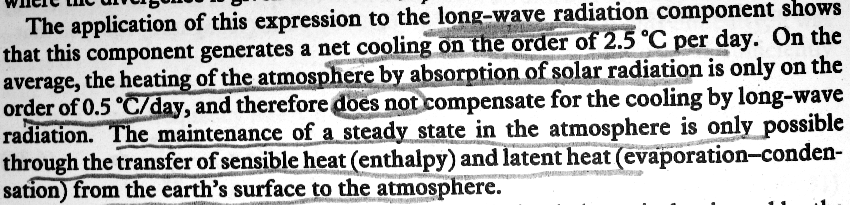 The application of this expression to the long-wave radiation component shows
that this component generates a net cooling on the order of 2.5 °C per day. On the
average, the heating of the atmosphere by absorption of solar radiation is only on the
order of 0.5 °C/day, and therefore does not compensate for the cooling by long-wave
radiation. The maintenance of a steady state in the atmosphere is only possible
through the transfer of sensible heat (enthalpy) and latent heat (evaporation–conden-
sation) from the earth's surface to the atmosphere.